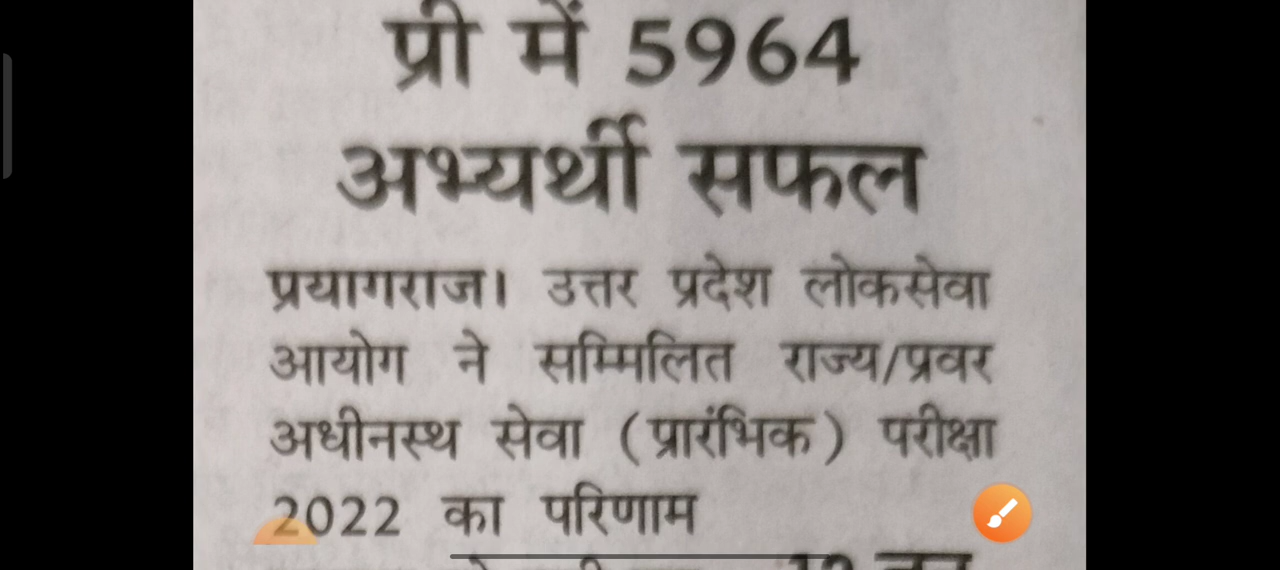 प्री में 5964
अभ्यर्थी सफल
प्रयागराज। उत्तर प्रदेश लोकसेवा
आयोग ने सम्मिलित राज्य/प्रवर
अधीनस्थ सेवा (प्रारंभिक) परीक्षा
2022 का परिणाम